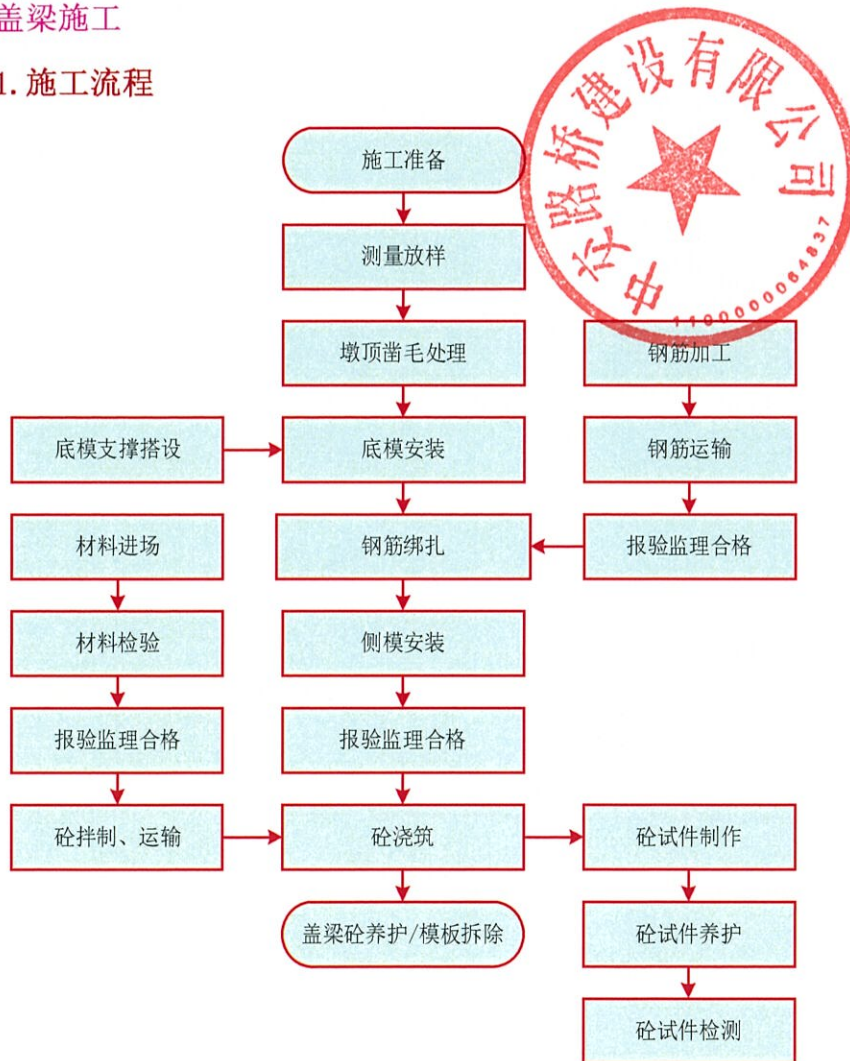 盖梁施工
1. 施工流程
中交路桥建设有限公司
1100000064837
施工准备
测量放样
墩顶凿毛处理
钢筋加工
底模支撑搭设
底模安装
钢筋运输
材料进场
钢筋绑扎
报验监理合格
材料检验
侧模安装
报验监理合格
报验监理合格
砼拌制、运输
砼浇筑
砼试件制作
盖梁砼养护/模板拆除
砼试件养护
砼试件检测